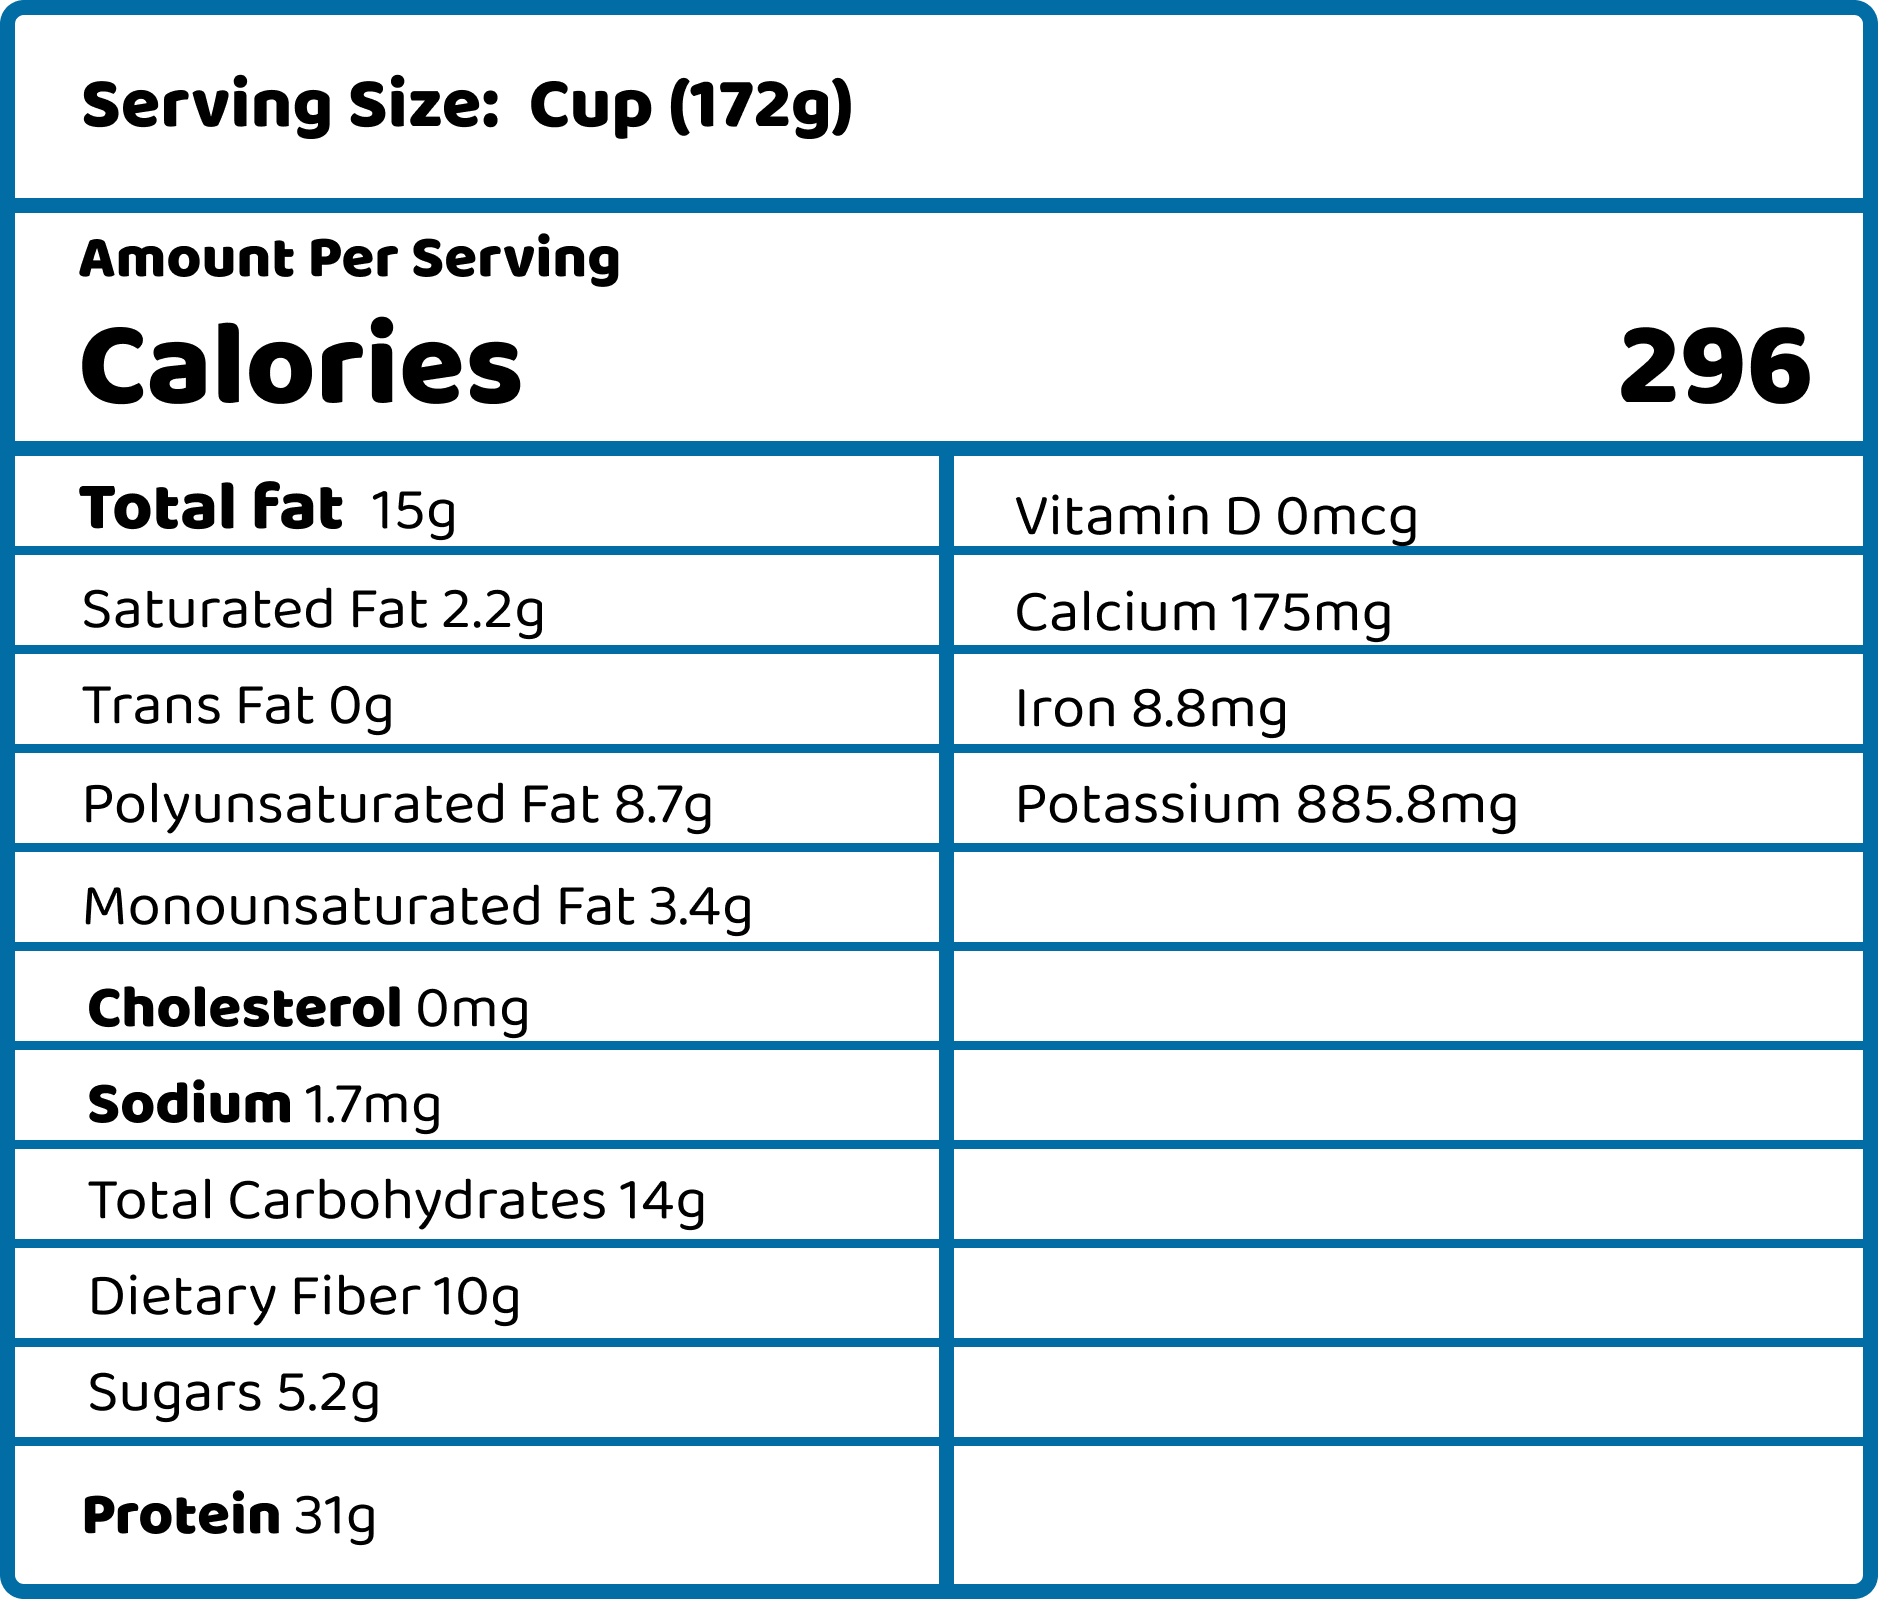 Serving Size: Cup (172g)
Amount Per Serving
Calories 296
Total fat 15g
Saturated Fat 2.2g
Trans Fat 0g
Polyunsaturated Fat 8.7g
Monounsaturated Fat 3.4g
Cholesterol 0mg
Sodium 1.7mg
Total Carbohydrates 14g
Dietary Fiber 10g
Sugars 5.2g
Protein 31g
Vitamin D 0mcg
Calcium 175mg
Iron 8.8mg
Potassium 885.8mg